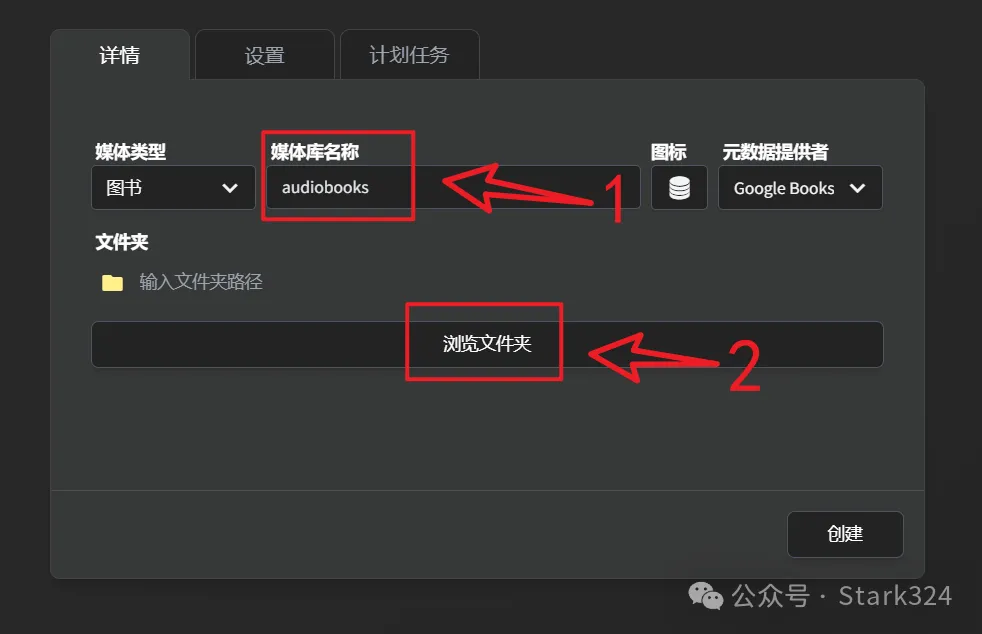 详情 设置 计划任务
媒体类型 媒体库名称 图标 元数据提供者
图书 audiobooks Google Books
1
文件夹
输入文件夹路径
浏览文件夹
2
创建
公众号 · Stark324